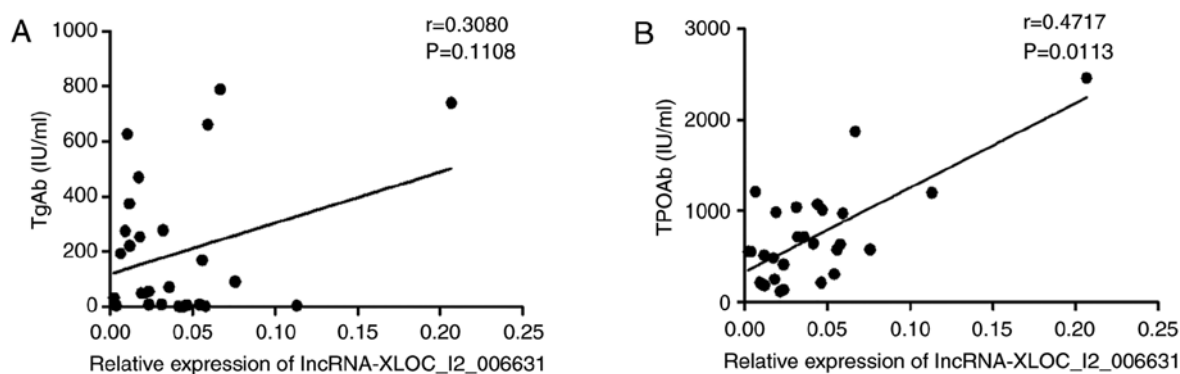 A
r=0.3080
P=0.1108
1000
800
600
400
200
0
TgAb (IU/ml)
0.00 0.05 0.10 0.15 0.20 0.25
Relative expression of lncRNA-XLOC_I2_006631
B
r=0.4717
P=0.0113
3000
2000
1000
0
TPOAb (IU/ml)
0.00 0.05 0.10 0.15 0.20 0.25
Relative expression of lncRNA-XLOC_I2_006631